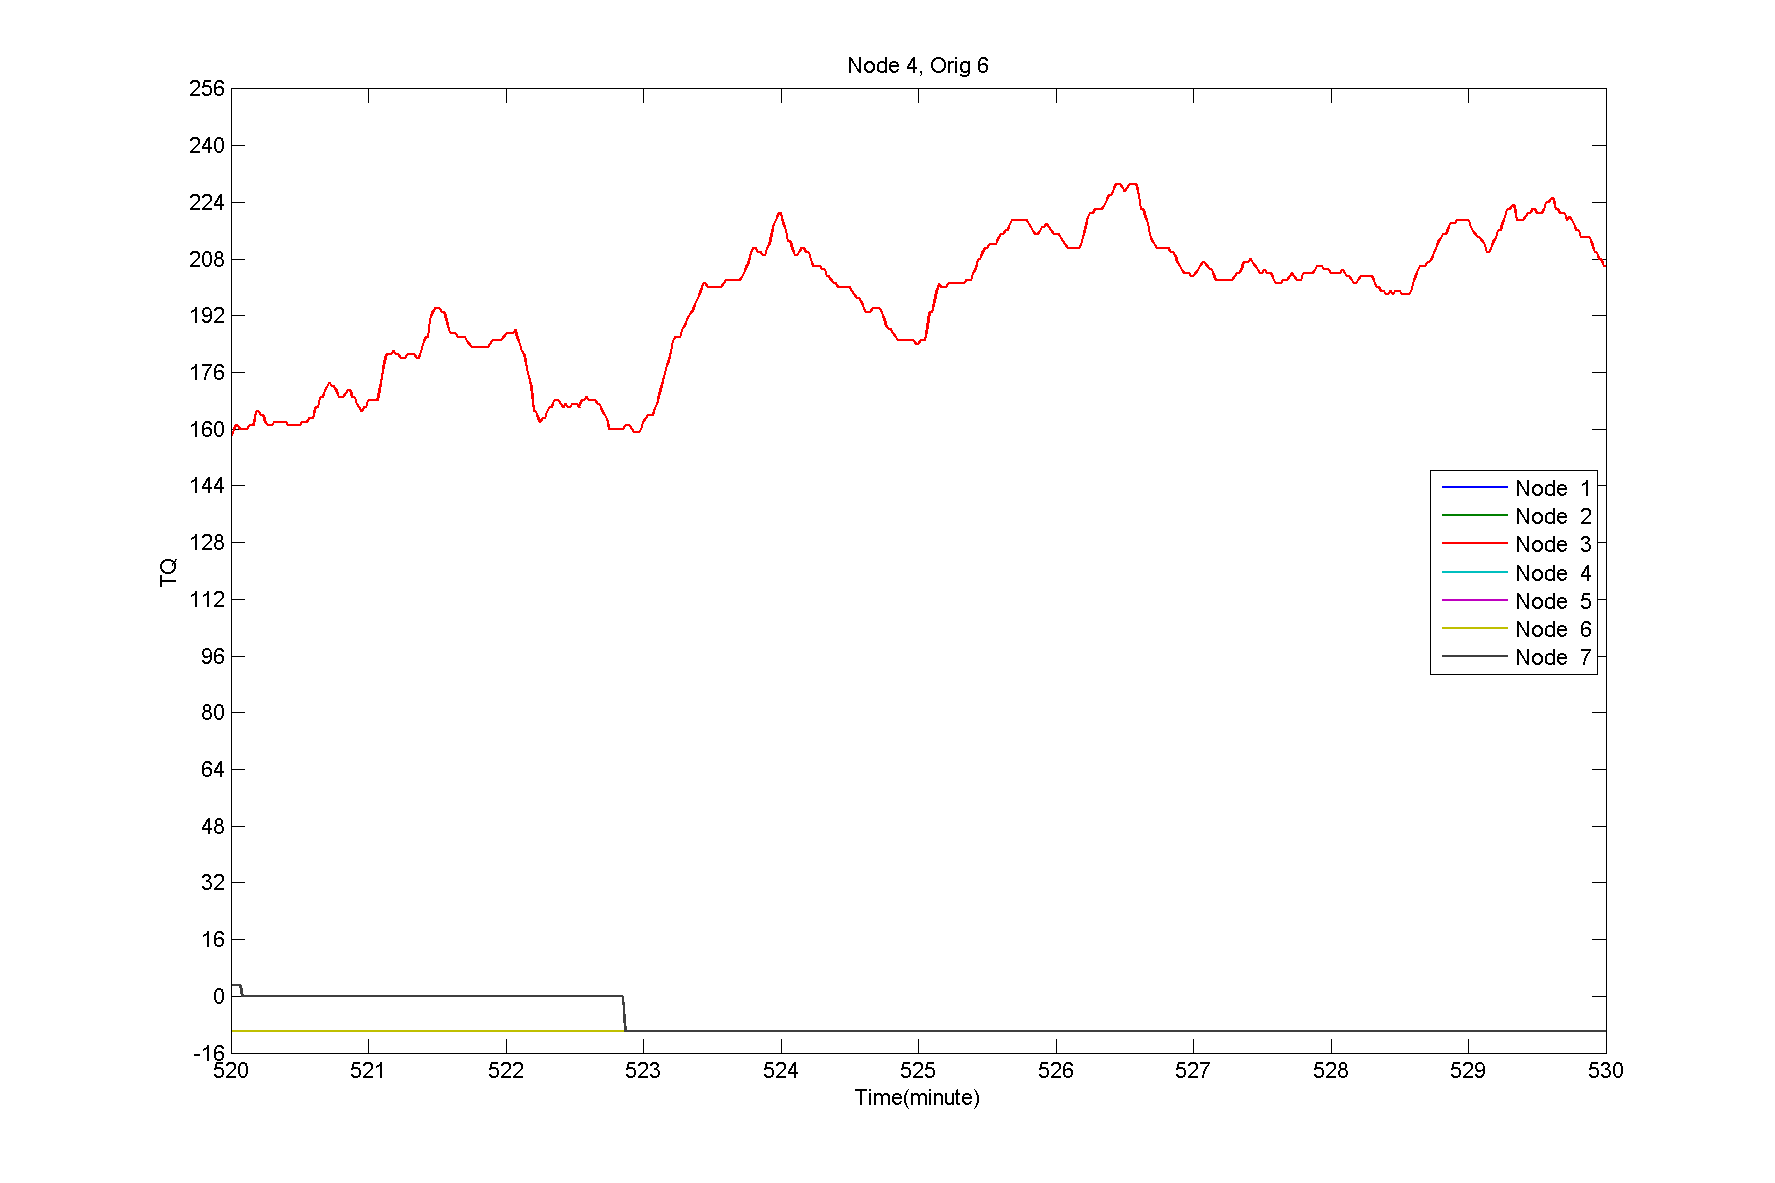 Node 4, Orig 6
256
240
224
208
192
176
160
144
128
112
96
80
64
48
32
16
0
-16
TQ
Node 1
Node 2
Node 3
Node 4
Node 5
Node 6
Node 7
520 521 522 523 524 525 526 527 528 529 530
Time(minute)